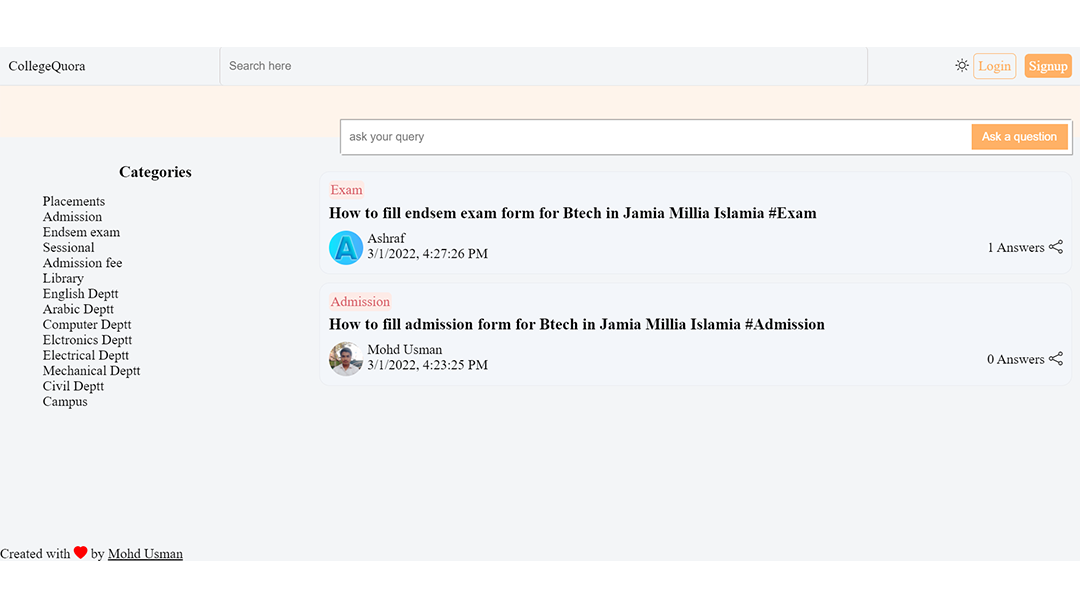 CollegeQuora
Search here
Login
Signup
ask your query
Ask a question
Categories
Placements
Admission
Endsem exam
Sessional
Admission fee
Library
English Deptt
Arabic Deptt
Computer Deptt
Elctronics Deptt
Electrical Deptt
Mechanical Deptt
Civil Deptt
Campus
Exam
How to fill endsem exam form for Btech in Jamia Millia Islamia #Exam
A
Ashraf
3/1/2022, 4:27:26 PM
1 Answers
Admission
How to fill admission form for Btech in Jamia Millia Islamia #Admission
Mohd Usman
3/1/2022, 4:23:25 PM
0 Answers
Created with ❤ by Mohd Usman